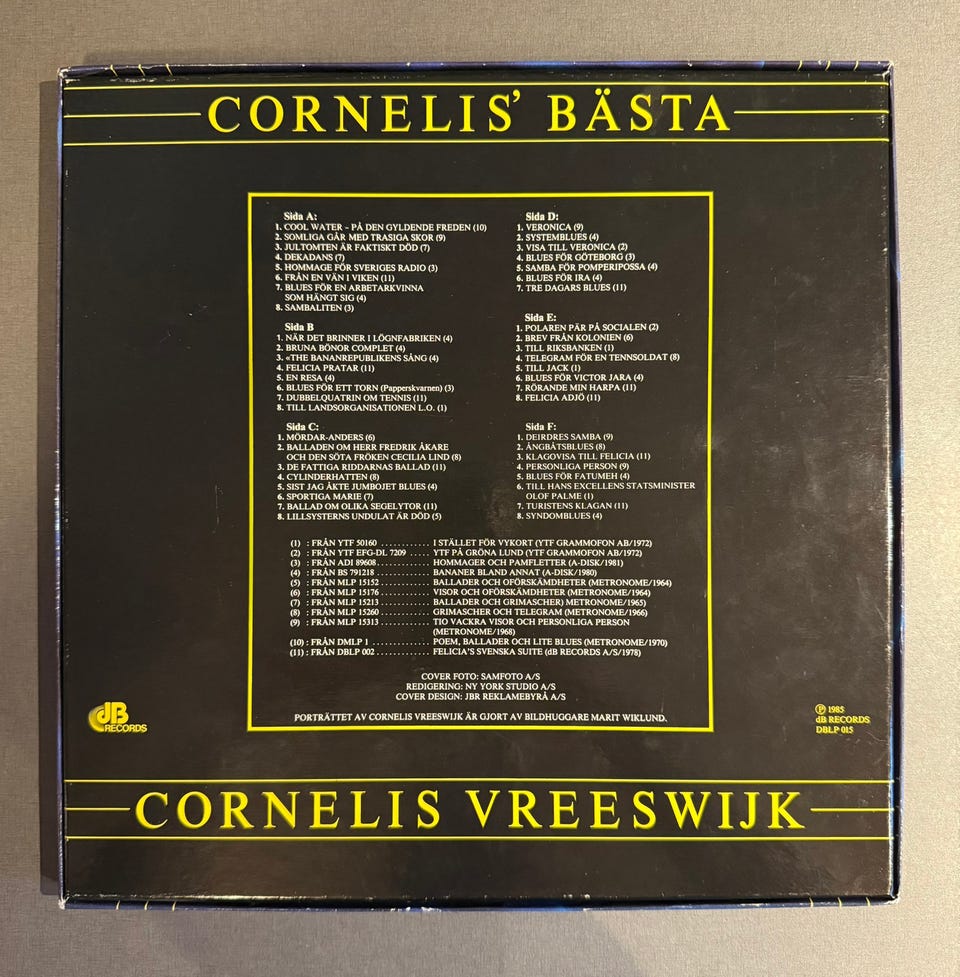 CORNELIS' BÄSTA
Sida A:
1. COOL WATER – PÅ DEN GYLDENDE FREDEN (10)
2. SOMLIGA GÅR MED TRASIGA SKOR (9)
3. JULTOMTEN ÄR FAKTISKT DÖD (7)
4. DEKADANS (7)
5. HOMMAGE FÖR SVERIGES RADIO (3)
6. FRÅN EN VÄN I VIKEN (11)
7. BLUES FÖR EN ARBETARKVINNA
SOM HÄNGT SIG (4)
8. SAMBALITEN (3)
Sida B
1. NÄR DET BRINNER I LÖGNFABRIKEN (4)
2. BRUNA BÖNOR COMPLET (4)
3. «THE BANANREPUBLIKENS SÅNG (4)
4. FELICIA PRATAR (11)
5. EN RESA (4)
6. BLUES FÖR ETT TORN (Papperskvarnen) (3)
7. DUBBELQUATRIN OM TENNIS (11)
8. TILL LANDSORGANISATIONEN L.O. (1)
Sida C:
1. MÖRDAR-ANDERS (6)
2. BALLADEN OM HERR FREDRIK ÅKARE
OCH DEN SÖTA FRÖKEN CECILIA LIND (8)
3. DE FATTIGA RIDDARNAS BALLAD (11)
4. CYLINDERHATTEN (8)
5. SIST JAG ÅKTE JUMBOJET BLUES (4)
6. SPORTIGA MARIE (7)
7. BALLAD OM OLIKA SEGELYTOR (11)
8. LILLSYSTERNS UNDULAT ÄR DÖD (5)
Sida D:
1. VERONICA (9)
2. SYSTEMBLUES (4)
3. VISA TILL VERONICA (2)
4. BLUES FÖR GÖTEBORG (3)
5. SAMBA FÖR POMPERIPOSSA (4)
6. BLUES FÖR IRA (4)
7. TRE DAGARS BLUES (11)
Sida E:
1. POLAREN PÄR PÅ SOCIALEN (2)
2. BREV FRÅN KOLONIEN (6)
3. TILL RIKSBANKEN (1)
4. TELEGRAM FÖR EN TENNSOLDAT (8)
5. TILL JACK (1)
6. BLUES FÖR VICTOR JARA (4)
7. RÖRANDE MIN HARPA (11)
8. FELICIA ADJÖ (11)
Sida F:
1. DEIRDRES SAMBA (9)
2. ÅNGBÅTSBLUES (8)
3. KLAGOVISA TILL FELICIA (11)
4. PERSONLIGA PERSON (9)
5. BLUES FÖR FATUMEH (4)
6. TILL HANS EXCELLENS STATSMINISTER
OLOF PALME (1)
7. TURISTENS KLAGAN (11)
8. SYNDOMBLUES (4)
(1) : FRÅN YTF 50160 ............ I STÄLLET FÖR VYKORT (YTF GRAMMOFON AB/1972)
(2) : FRÅN YTF EFG-DL 7209 ..... YTF PÅ GRÖNA LUND (YTF GRAMMOFON AB/1972)
(3) : FRÅN ADI 89608............. HOMMAGER OCH PAMFLETTER (A-DISK/1981)
(4) : FRÅN BS 791218 ............ BANANER BLAND ANNAT (A-DISK/1980)
(5) : FRÅN MLP 15152 ............ BALLADER OCH OFÖRSKÄMDHETER (METRONOME/1964)
(6) : FRÅN MLP 15176 ............ VISOR OCH OFÖRSKÄMDHETER (METRONOME/1964)
(7) : FRÅN MLP 15213 ............ BALLADER OCH GRIMASCHER) METRONOME/1965)
(8) : FRÅN MLP 15260 ............ GRIMASCHER OCH TELEGRAM (METRONOME/1966)
(9) : FRÅN MLP 15313 ............ TIO VACKRA VISOR OCH PERSONLIGA PERSON
(METRONOME/1968)
(10) : FRÅN DMLP 1 ............... POEM, BALLADER OCH LITE BLUES (METRONOME/1970)
(11) : FRÅN DBLP 002 ............ FELICIA'S SVENSKA SUITE (dB RECORDS A/S/1978)
COVER FOTO: SAMFOTO A/S
REDIGERING: NY YORK STUDIO A/S
COVER DESIGN: JBR REKLAMEBYRÅ A/S
PORTRÄTTET AV CORNELIS VREESWIJK ÄR GJORT AV BILDHUGGARE MARIT WIKLUND.
dB
RECORDS
Ⓟ 1985
dB RECORDS
DBLP 015
CORNELIS VREESWIJK